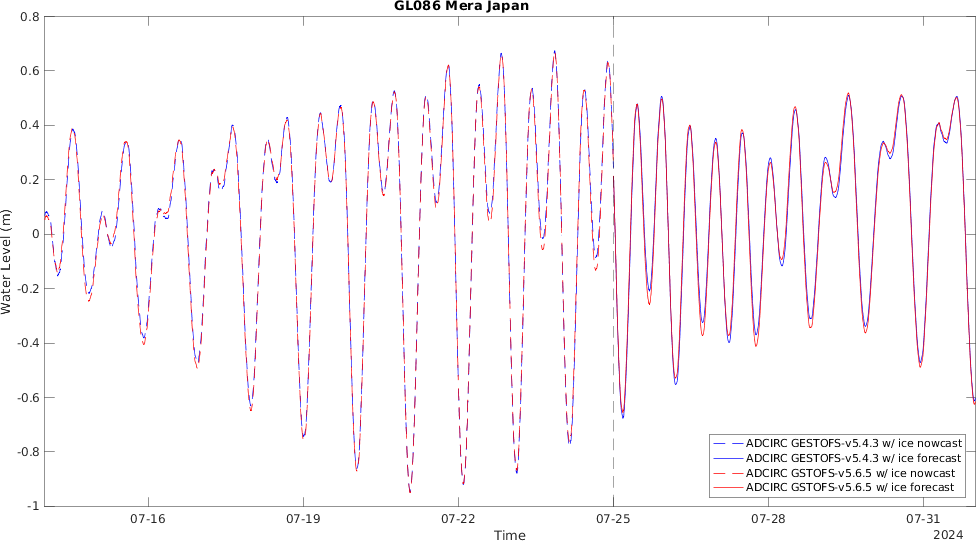 GL086 Mera Japan
0.8
0.6
0.4
0.2
0
-0.2
-0.4
-0.6
-0.8
-1
Water Level (m)
07-16 07-19 07-22 07-25 07-28 07-31
Time
2024
ADCIRC GESTOFS-v5.4.3 w/ ice nowcast
ADCIRC GESTOFS-v5.4.3 w/ ice forecast
ADCIRC GSTOFS-v5.6.5 w/ ice nowcast
ADCIRC GSTOFS-v5.6.5 w/ ice forecast